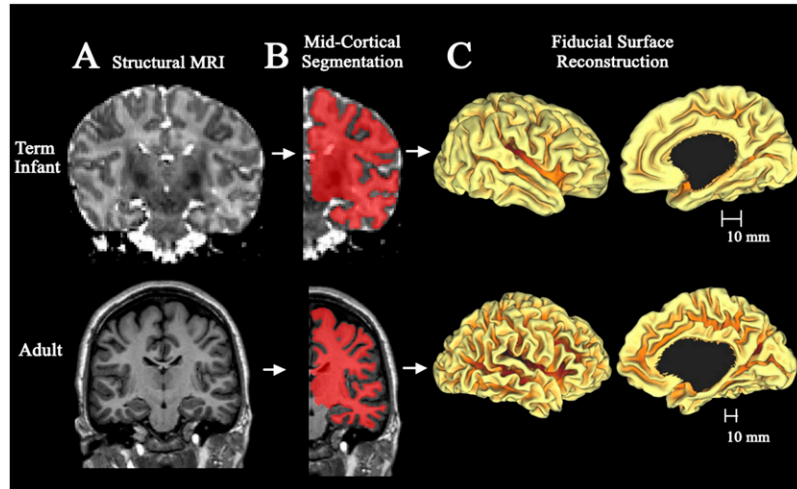 A Structural MRI
B Mid-Cortical
Segmentation
C Fiducial Surface
Reconstruction
Term
Infant
10 mm
Adult
10 mm